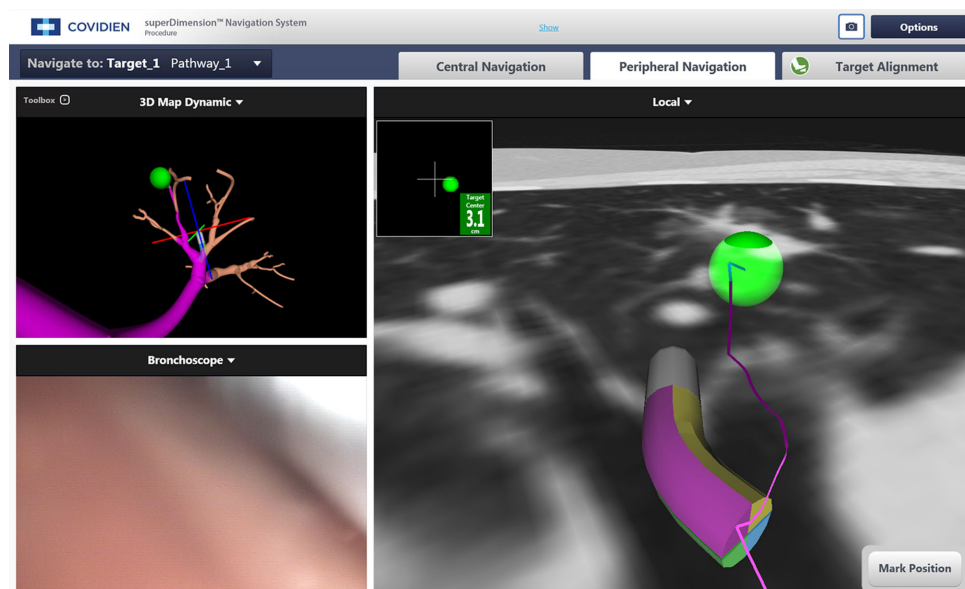 COVIDIEN
superDimension™ Navigation System
Procedure
Show
Options
Navigate to: Target_1 Pathway_1
Central Navigation
Peripheral Navigation
Target Alignment
Toolbox
3D Map Dynamic
Local
Target
Center
3.1
cm
Bronchoscope
Mark Position